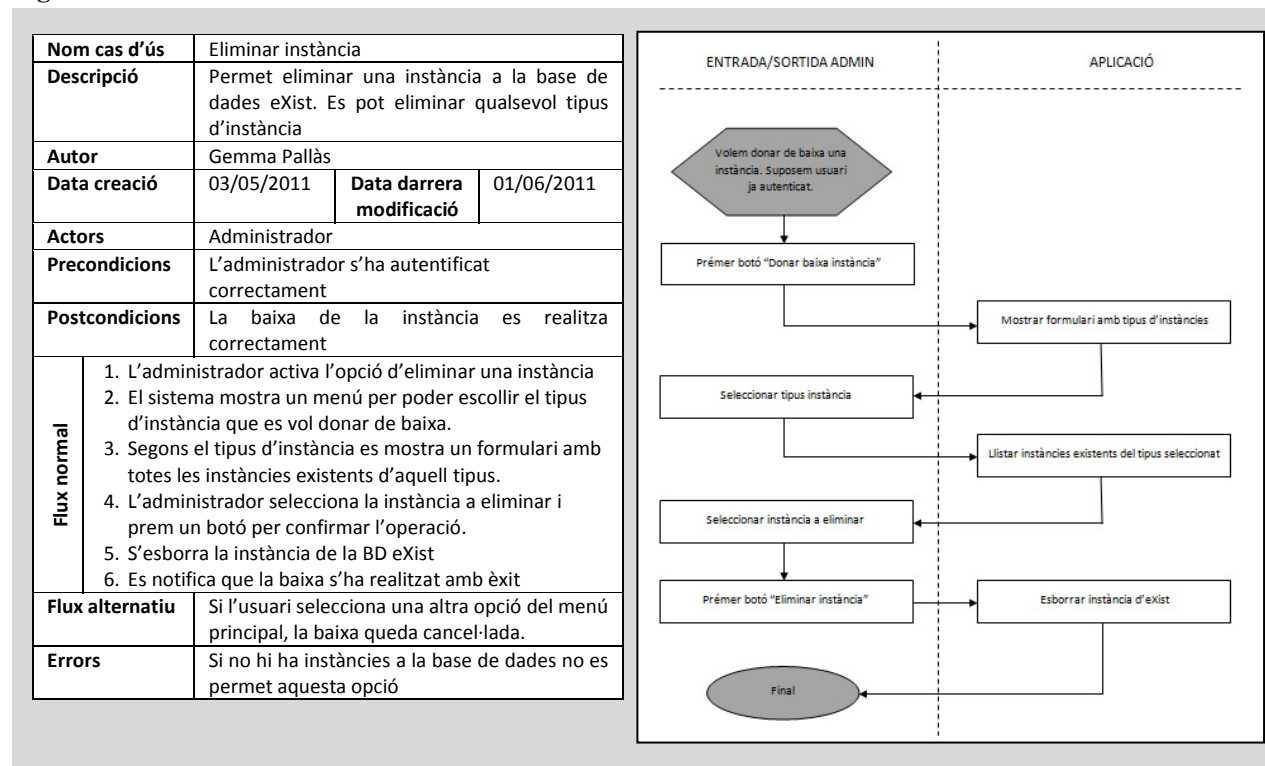 Nom cas d'ús Eliminar instància
Descripció Permet eliminar una instància a la base de
dades eXist. Es pot eliminar qualsevol tipus
d'instància
Autor Gemma Pallàs
Data creació 03/05/2011 Data darrera 01/06/2011
modificació
Actors Administrador
Precondicions L'administrador s'ha autentificat
correctament
Postcondicions La baixa de la instància es realitza
correctament
Flux normal
1. L'administrador activa l'opció d'eliminar una instància
2. El sistema mostra un menú per poder escollir el tipus
d'instància que es vol donar de baixa.
3. Segons el tipus d'instància es mostra un formulari amb
totes les instàncies existents d'aquell tipus.
4. L'administrador selecciona la instància a eliminar i
prem un botó per confirmar l'operació.
5. S'esborra la instància de la BD eXist
6. Es notifica que la baixa s'ha realitzat amb èxit
Flux alternatiu Si l'usuari selecciona una altra opció del menú
principal, la baixa queda cancel·lada.
Errors Si no hi ha instàncies a la base de dades no es
permet aquesta opció
ENTRADA/SORTIDA ADMIN
APLICACIÓ
Volem donar de baixa una
instància. Suposem usuari
ja autenticat.
Prémer botó "Donar baixa instància"
Mostrar formulari amb tipus d'instàncies
Seleccionar tipus instància
Llistar instàncies existents del tipus seleccionat
Seleccionar instància a eliminar
Prémer botó "Eliminar instància"
Esborrar instància d'eXist
Final